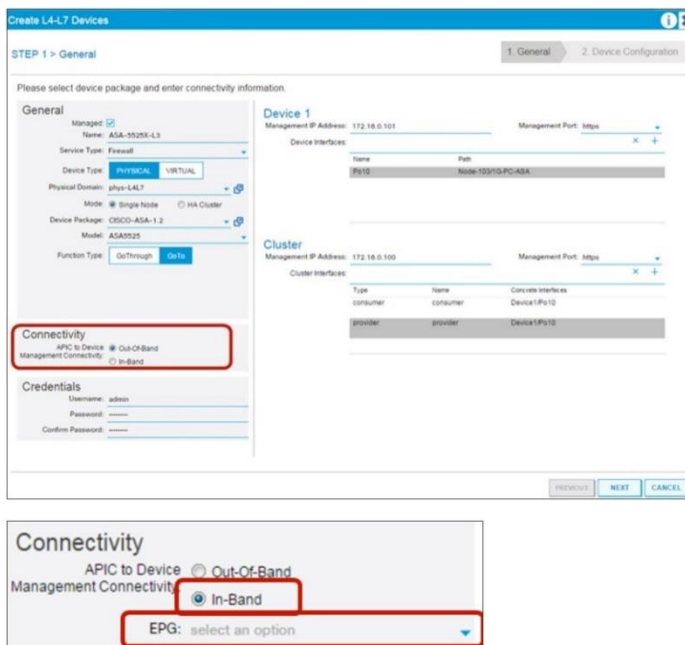 Create L4-L7 Devices
STEP 1 > General
1. General
2. Device Configuration
Please select device package and enter connectivity information.
General
Managed:
Name: ASA-5525X-L3
Service Type: Firewall
Device Type: PHYSICAL VIRTUAL
Physical Domain: phys-L4L7
Mode: Single Node HA Cluster
Device Package: CISCO-ASA-1.2
Model: ASA5525
Function Type: GoThrough GoTo
Connectivity
APIC to Device
Management Connectivity: Out-Of-Band
In-Band
Credentials
Username: admin
Password:
Confirm Password:
Device 1
Management IP Address: 172.18.0.101 Management Port: https
Device Interfaces:
Name Path
Po10 Node-103/1G-PC-ASA
Cluster
Management IP Address: 172.18.0.100 Management Port: https
Cluster Interfaces:
Type Name Concrete Interfaces
consumer consumer Device1/Po10
provider provider Device1/Po10
PREVIOUS NEXT CANCEL
Connectivity
APIC to Device
Management Connectivity: Out-Of-Band
In-Band
EPG: select an option